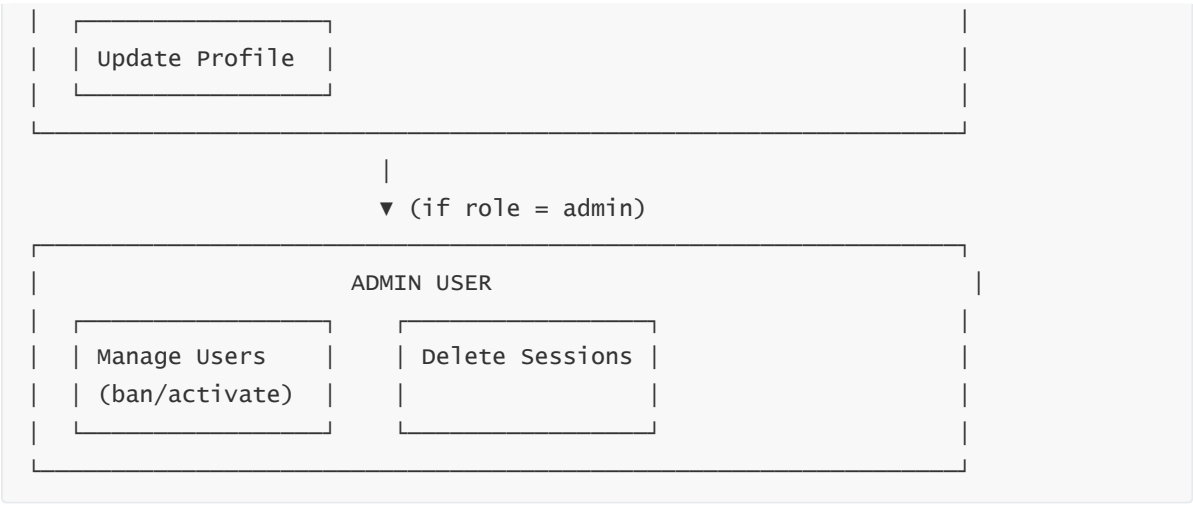 Update Profile
▼ (if role = admin)
ADMIN USER
Manage Users    Delete Sessions
(ban/activate)